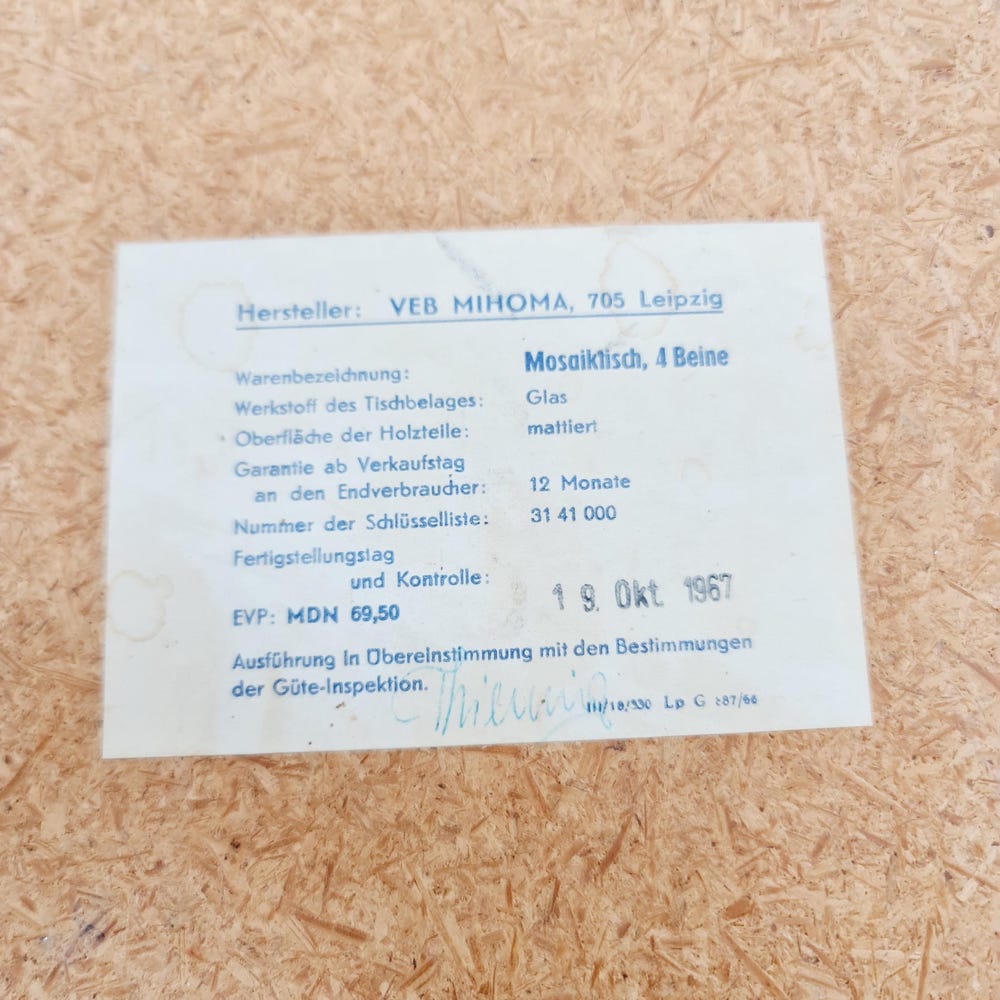 Hersteller: VEB MIHOMA, 705 Leipzig
Warenbezeichnung: Mosaiktisch, 4 Beine
Werkstoff des Tischbelages: Glas
Oberfläche der Holzteile: mattiert
Garantie ab Verkaufstag
an den Endverbraucher: 12 Monate
Nummer der Schlüsselliste: 31 41 000
Fertigstellungstag
und Kontrolle: 19. Okt. 1967
EVP: MDN 69,50
Ausführung in Übereinstimmung mit den Bestimmungen
der Güte-Inspektion.
Lp G